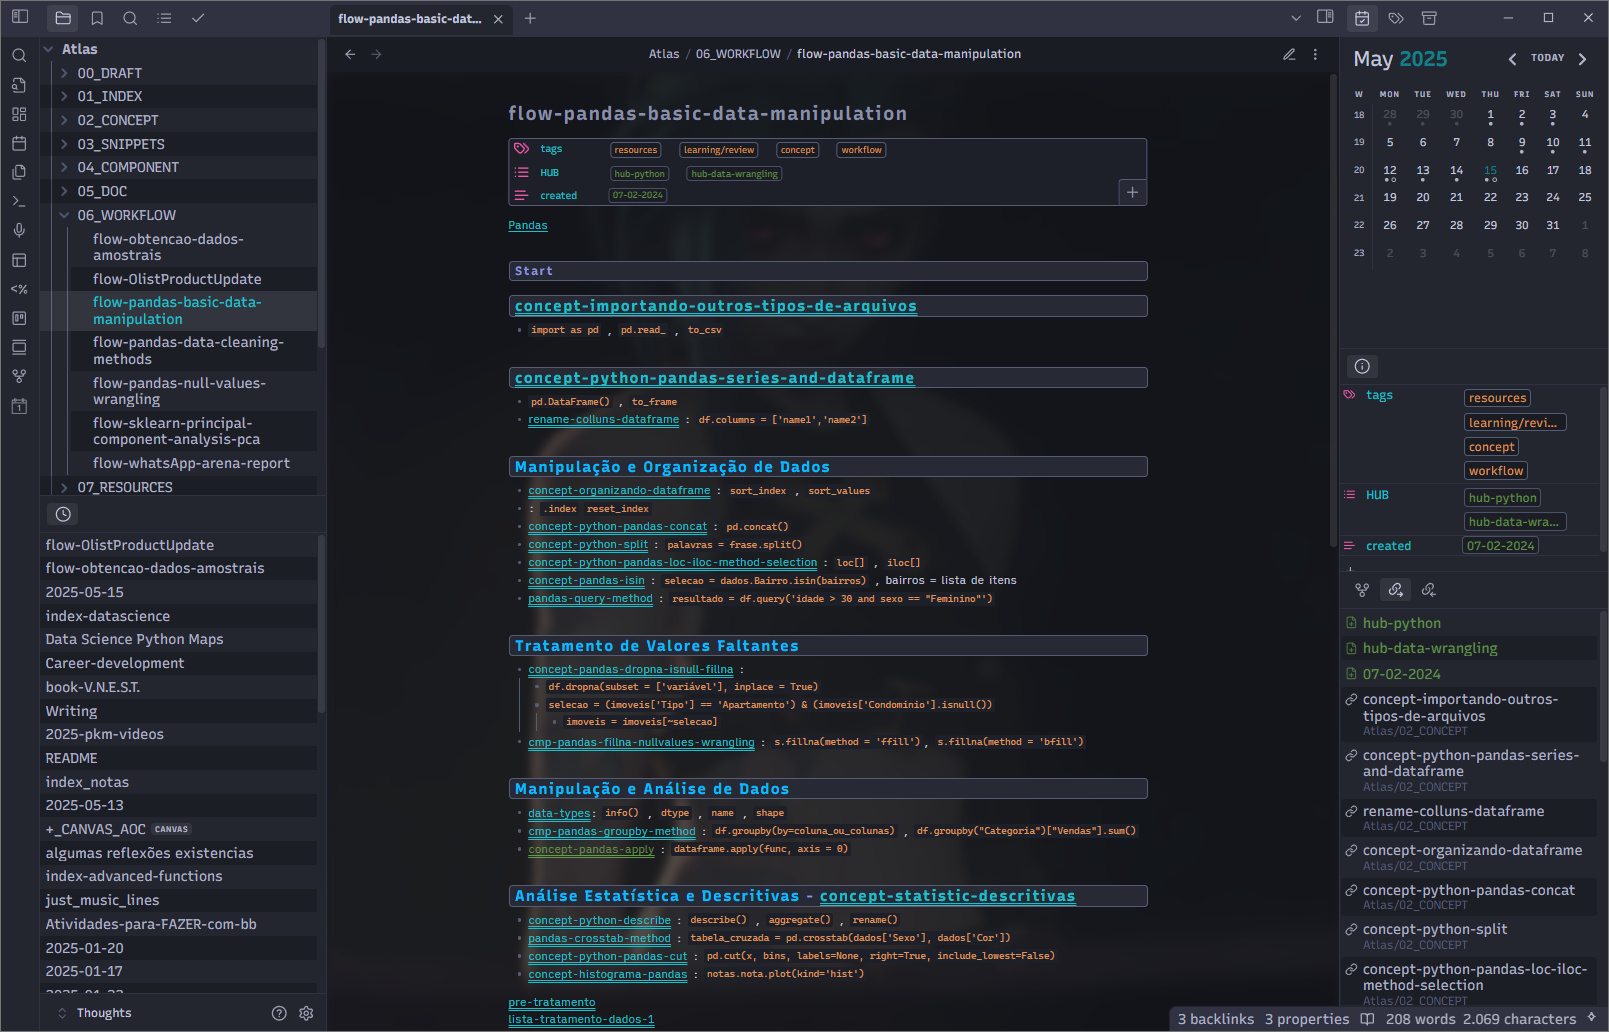 flow-pandas-basic-dat...
Atlas
00_DRAFT
01_INDEX
02_CONCEPT
03_SNIPPETS
04_COMPONENT
05_DOC
06_WORKFLOW
flow-obtencao-dados-
amostrais
flow-OlistProductUpdate
flow-pandas-basic-data-
manipulation
flow-pandas-data-cleaning-
methods
flow-pandas-null-values-
wrangling
flow-sklearn-principal-
component-analysis-pca
flow-whatsApp-arena-report
07_RESOURCES
flow-OlistProductUpdate
flow-obtencao-dados-amostrais
2025-05-15
index-datascience
Data Science Python Maps
Career-development
book-V.N.E.S.T.
Writing
2025-pkm-videos
README
index_notas
2025-05-13
+_CANVAS_AOC CANVAS
algumas reflexões existencias
index-advanced-functions
just_music_lines
Atividades-para-FAZER-com-bb
2025-01-20
2025-01-17
Thoughts
Atlas / 06_WORKFLOW / flow-pandas-basic-data-manipulation
flow-pandas-basic-data-manipulation
tags resources learning/review concept workflow
HUB hub-python hub-data-wrangling
created 07-02-2024
Pandas
Start
concept-importando-outros-tipos-de-arquivos
import as pd , pd.read_ , to_csv
concept-python-pandas-series-and-dataframe
pd.DataFrame() , to_frame
rename-colluns-dataframe : df.columns = ['name1','name2']
Manipulação e Organização de Dados
concept-organizando-dataframe : sort_index , sort_values
: .index reset_index
concept-python-pandas-concat : pd.concat()
concept-python-split : palavras = frase.split()
concept-python-pandas-loc-iloc-method-selection : loc[] , iloc[]
concept-pandas-isin : selecao = dados.Bairro.isin(bairros) , bairros = lista de itens
pandas-query-method : resultado = df.query('idade > 30 and sexo == "Feminino"')
Tratamento de Valores Faltantes
concept-pandas-dropna-isnull-fillna :
df.dropna(subset = ['variável'], inplace = True)
selecao = (imoveis['Tipo'] == 'Apartamento') & (imoveis['Condominio'].isnull())
imoveis = imoveis[~selecao]
cmp-pandas-fillna-nullvalues-wrangling : s.fillna(method = 'ffill') , s.fillna(method = 'bfill')
Manipulação e Análise de Dados
data-types: info() , dtype , name , shape
cmp-pandas-groupby-method : df.groupby(by=coluna_ou_colunas) , df.groupby("Categoria")["Vendas"].sum()
concept-pandas-apply : dataframe.apply(func, axis = 0)
Análise Estatística e Descritivas - concept-statistic-descritivas
concept-python-describe : describe() , aggregate() , rename()
pandas-crosstab-method : tabela_cruzada = pd.crosstab(dados['Sexo'], dados['Cor'])
concept-python-pandas-cut : pd.cut(x, bins, labels=None, right=True, include_lowest=False)
concept-histograma-pandas : notas.nota.plot(kind='hist')
pre-tratamento
lista-tratamento-dados-1
May 2025 TODAY
W MON TUE WED THU FRI SAT SUN
18 28 29 30 1 2 3 4
19 5 6 7 8 9 10 11
20 12 13 14 15 16 17 18
21 19 20 21 22 23 24 25
22 26 27 28 29 30 31 1
23 2 3 4 5 6 7 8
tags resources
learning/revi...
concept
workflow
HUB hub-python
hub-data-wra...
created 07-02-2024
hub-python
hub-data-wrangling
07-02-2024
concept-importando-outros-
tipos-de-arquivos
Atlas/02_CONCEPT
concept-python-pandas-series-
and-dataframe
Atlas/02_CONCEPT
rename-colluns-dataframe
Atlas/02_CONCEPT
concept-organizando-dataframe
Atlas/02_CONCEPT
concept-python-pandas-concat
Atlas/02_CONCEPT
concept-python-split
Atlas/02_CONCEPT
concept-python-pandas-loc-iloc-
method-selection
Atlas/02_CONCEPT
3 backlinks 3 properties 208 words 2.069 characters